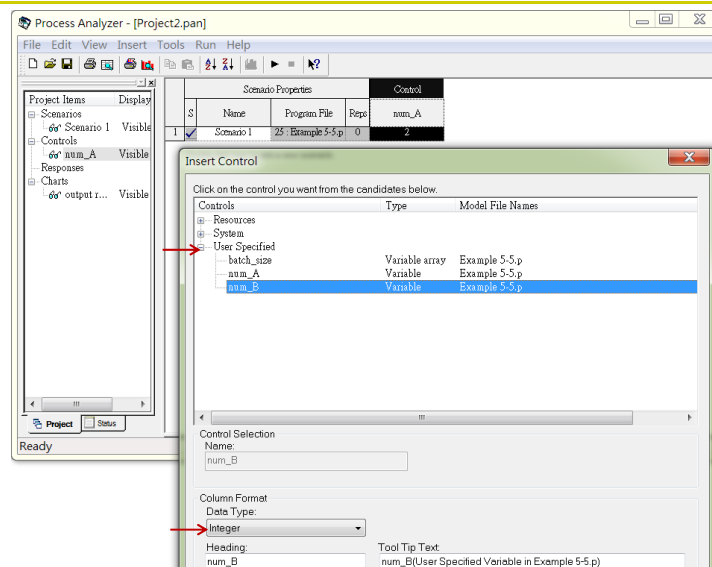 Process Analyzer - [Project2.pan]
File Edit View Insert Tools Run Help
Project Items Display
Scenarios
Scenario 1 Visible
Controls
num_A Visible
Responses
Charts
output r... Visible
Project Status
Ready
Scenario Properties Control
S Name Program File Reps num_A
1 Scenario 1 25 : Example 5-5.p 0 2
Insert Control
Click on the control you want from the candidates below.
Controls Type Model File Names
Resources
System
User Specified
batch_size Variable array Example 5-5.p
num_A Variable Example 5-5.p
num_B Variable Example 5-5.p
Control Selection
Name:
num_B
Column Format
Data Type:
Integer
Heading: Tool Tip Text:
num_B num_B(User Specified Variable in Example 5-5.p)